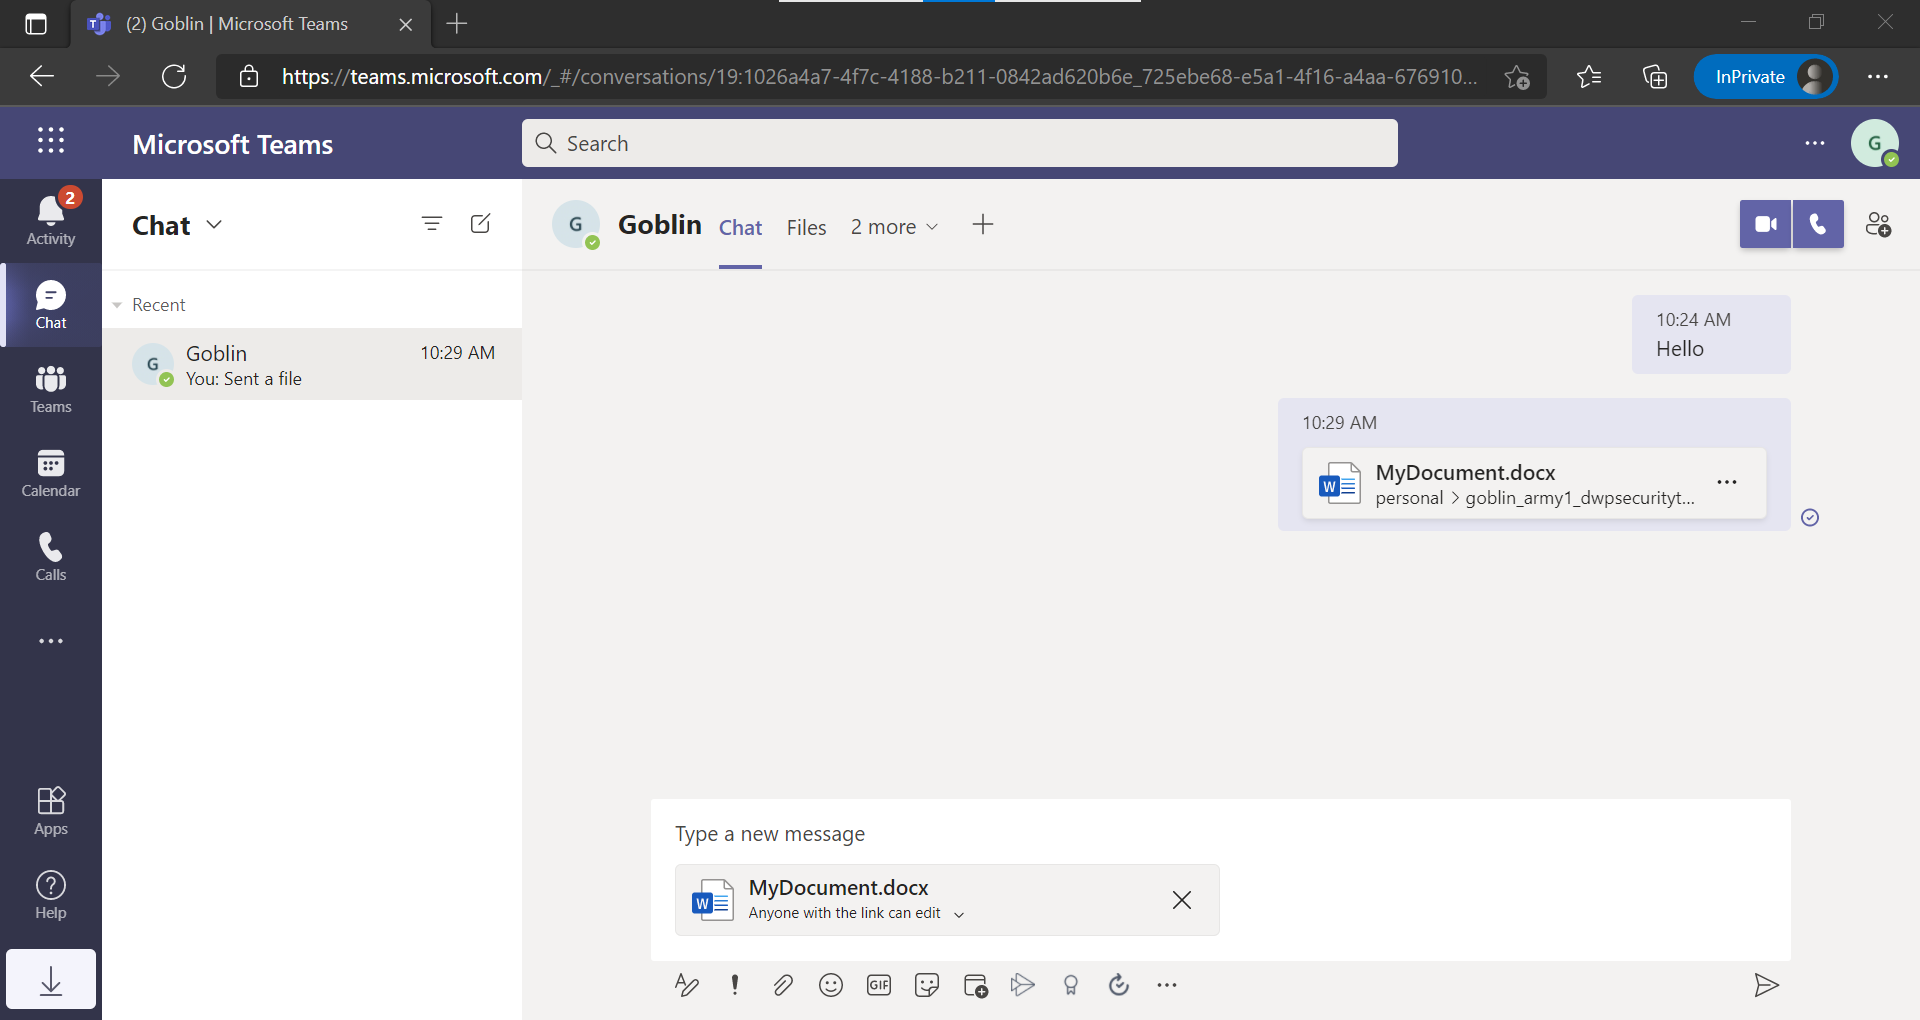 (2) Goblin | Microsoft Teams
https://teams.microsoft.com/_#/conversations/19:1026a4a7-4f7c-4188-b211-0842ad620b6e_725ebe68-e5a1-4f16-a4aa-676910...
InPrivate
Microsoft Teams
Search
G
2
Activity
Chat
Teams
Calendar
Calls
Apps
Help
Chat
Recent
G
Goblin
10:29 AM
You: Sent a file
G
Goblin
Chat
Files
2 more
10:24 AM
Hello
10:29 AM
W
MyDocument.docx
personal > goblin_army1_dwpsecurityt...
Type a new message
W
MyDocument.docx
Anyone with the link can edit
GIF